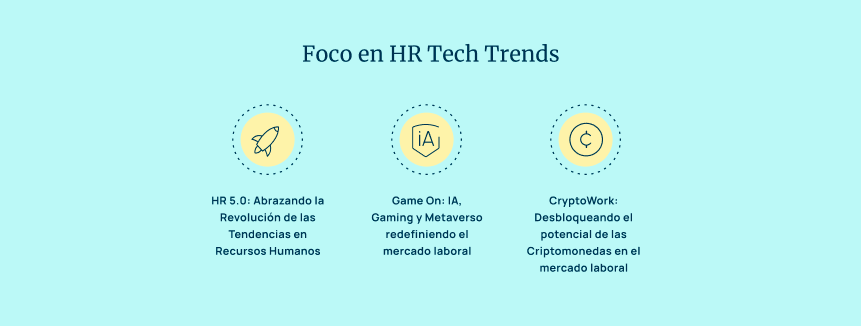 Foco en HR Tech Trends
iA
¢
HR 5.0: Abrazando la
Revolución de las
Tendencias en
Recursos Humanos
Game On: IA,
Gaming y Metaverso
redefiniendo el
mercado laboral
CryptoWork:
Desbloqueando el
potencial de las
Criptomonedas en el
mercado laboral